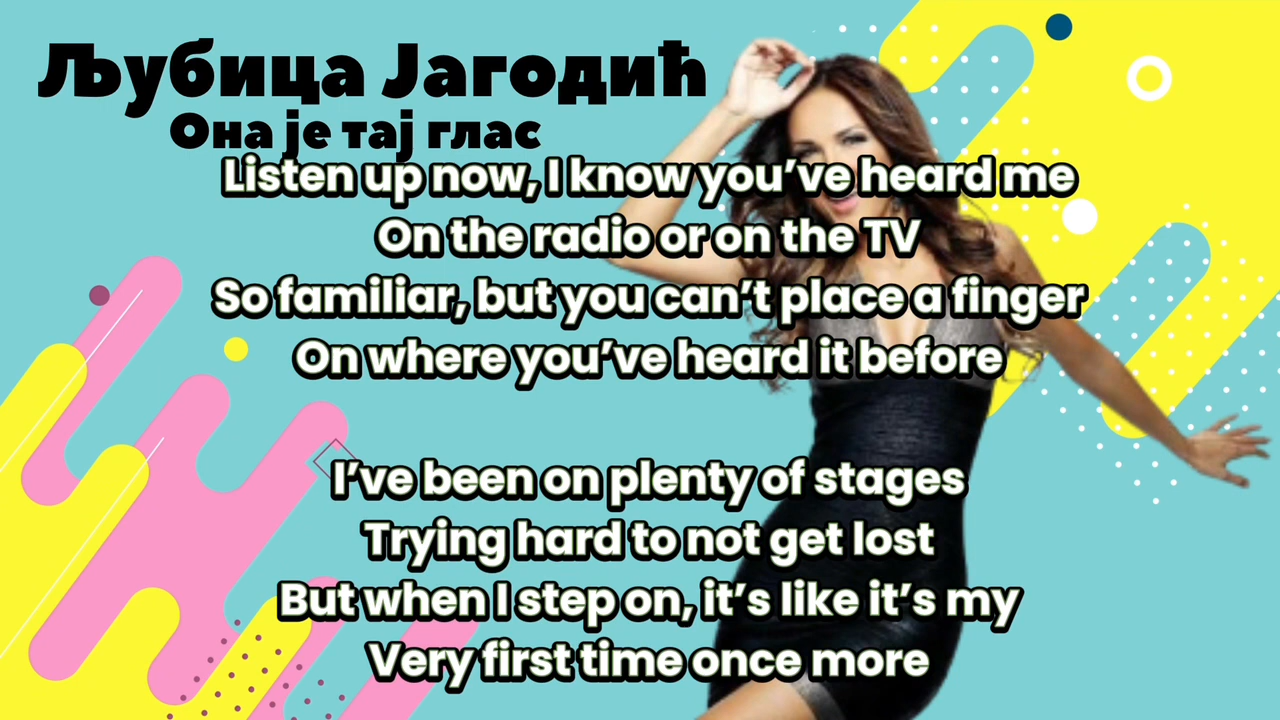 Љубица Јагодић
Она је тај глас
Listen up now, I know you’ve heard me
On the radio or on the TV
So familiar, but you can’t place a finger
On where you’ve heard it before
I’ve been on plenty of stages
Trying hard to not get lost
But when I step on, it’s like it’s my
Very first time once more